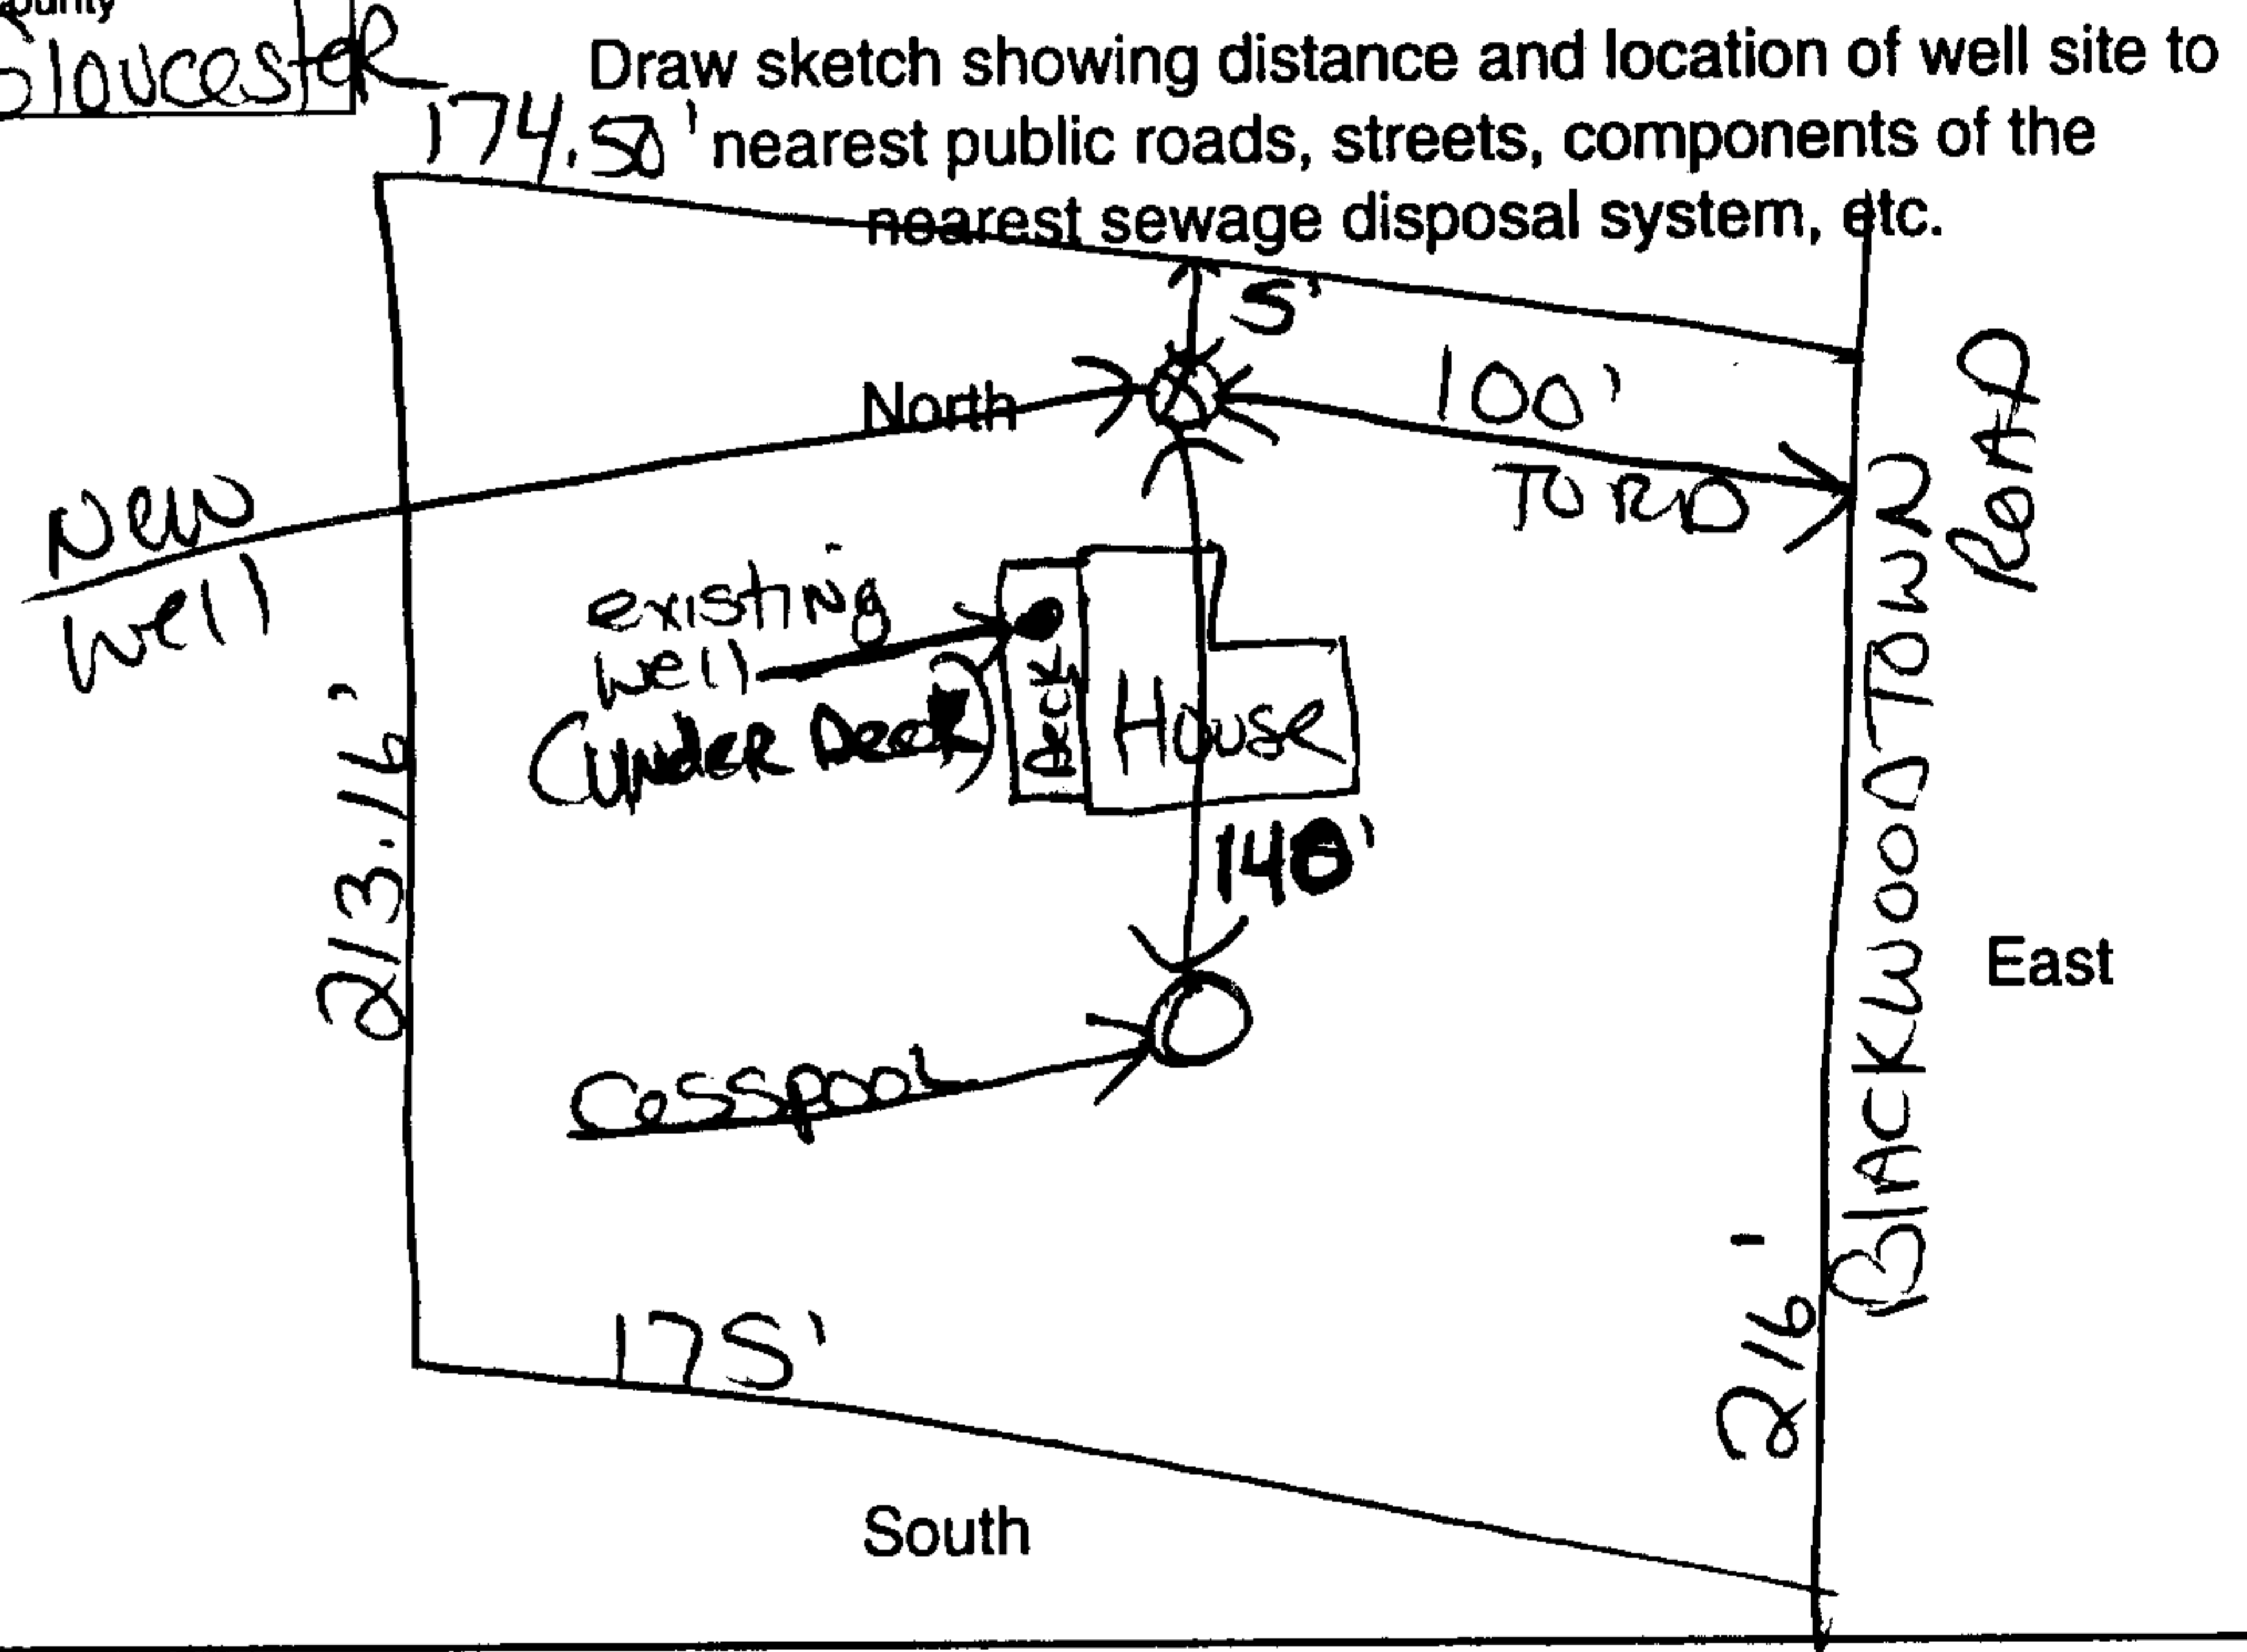 Gloucester
Draw sketch showing distance and location of well site to
174.50' nearest public roads, streets, components of the
nearest sewage disposal system, etc.
5'
North
100'
TO RD
New
Well
existing
well
(under Deck)
Deck
House
BLACKWOODTOWN
Road
213.16'
140'
East
Cesspool
175'
216'
South